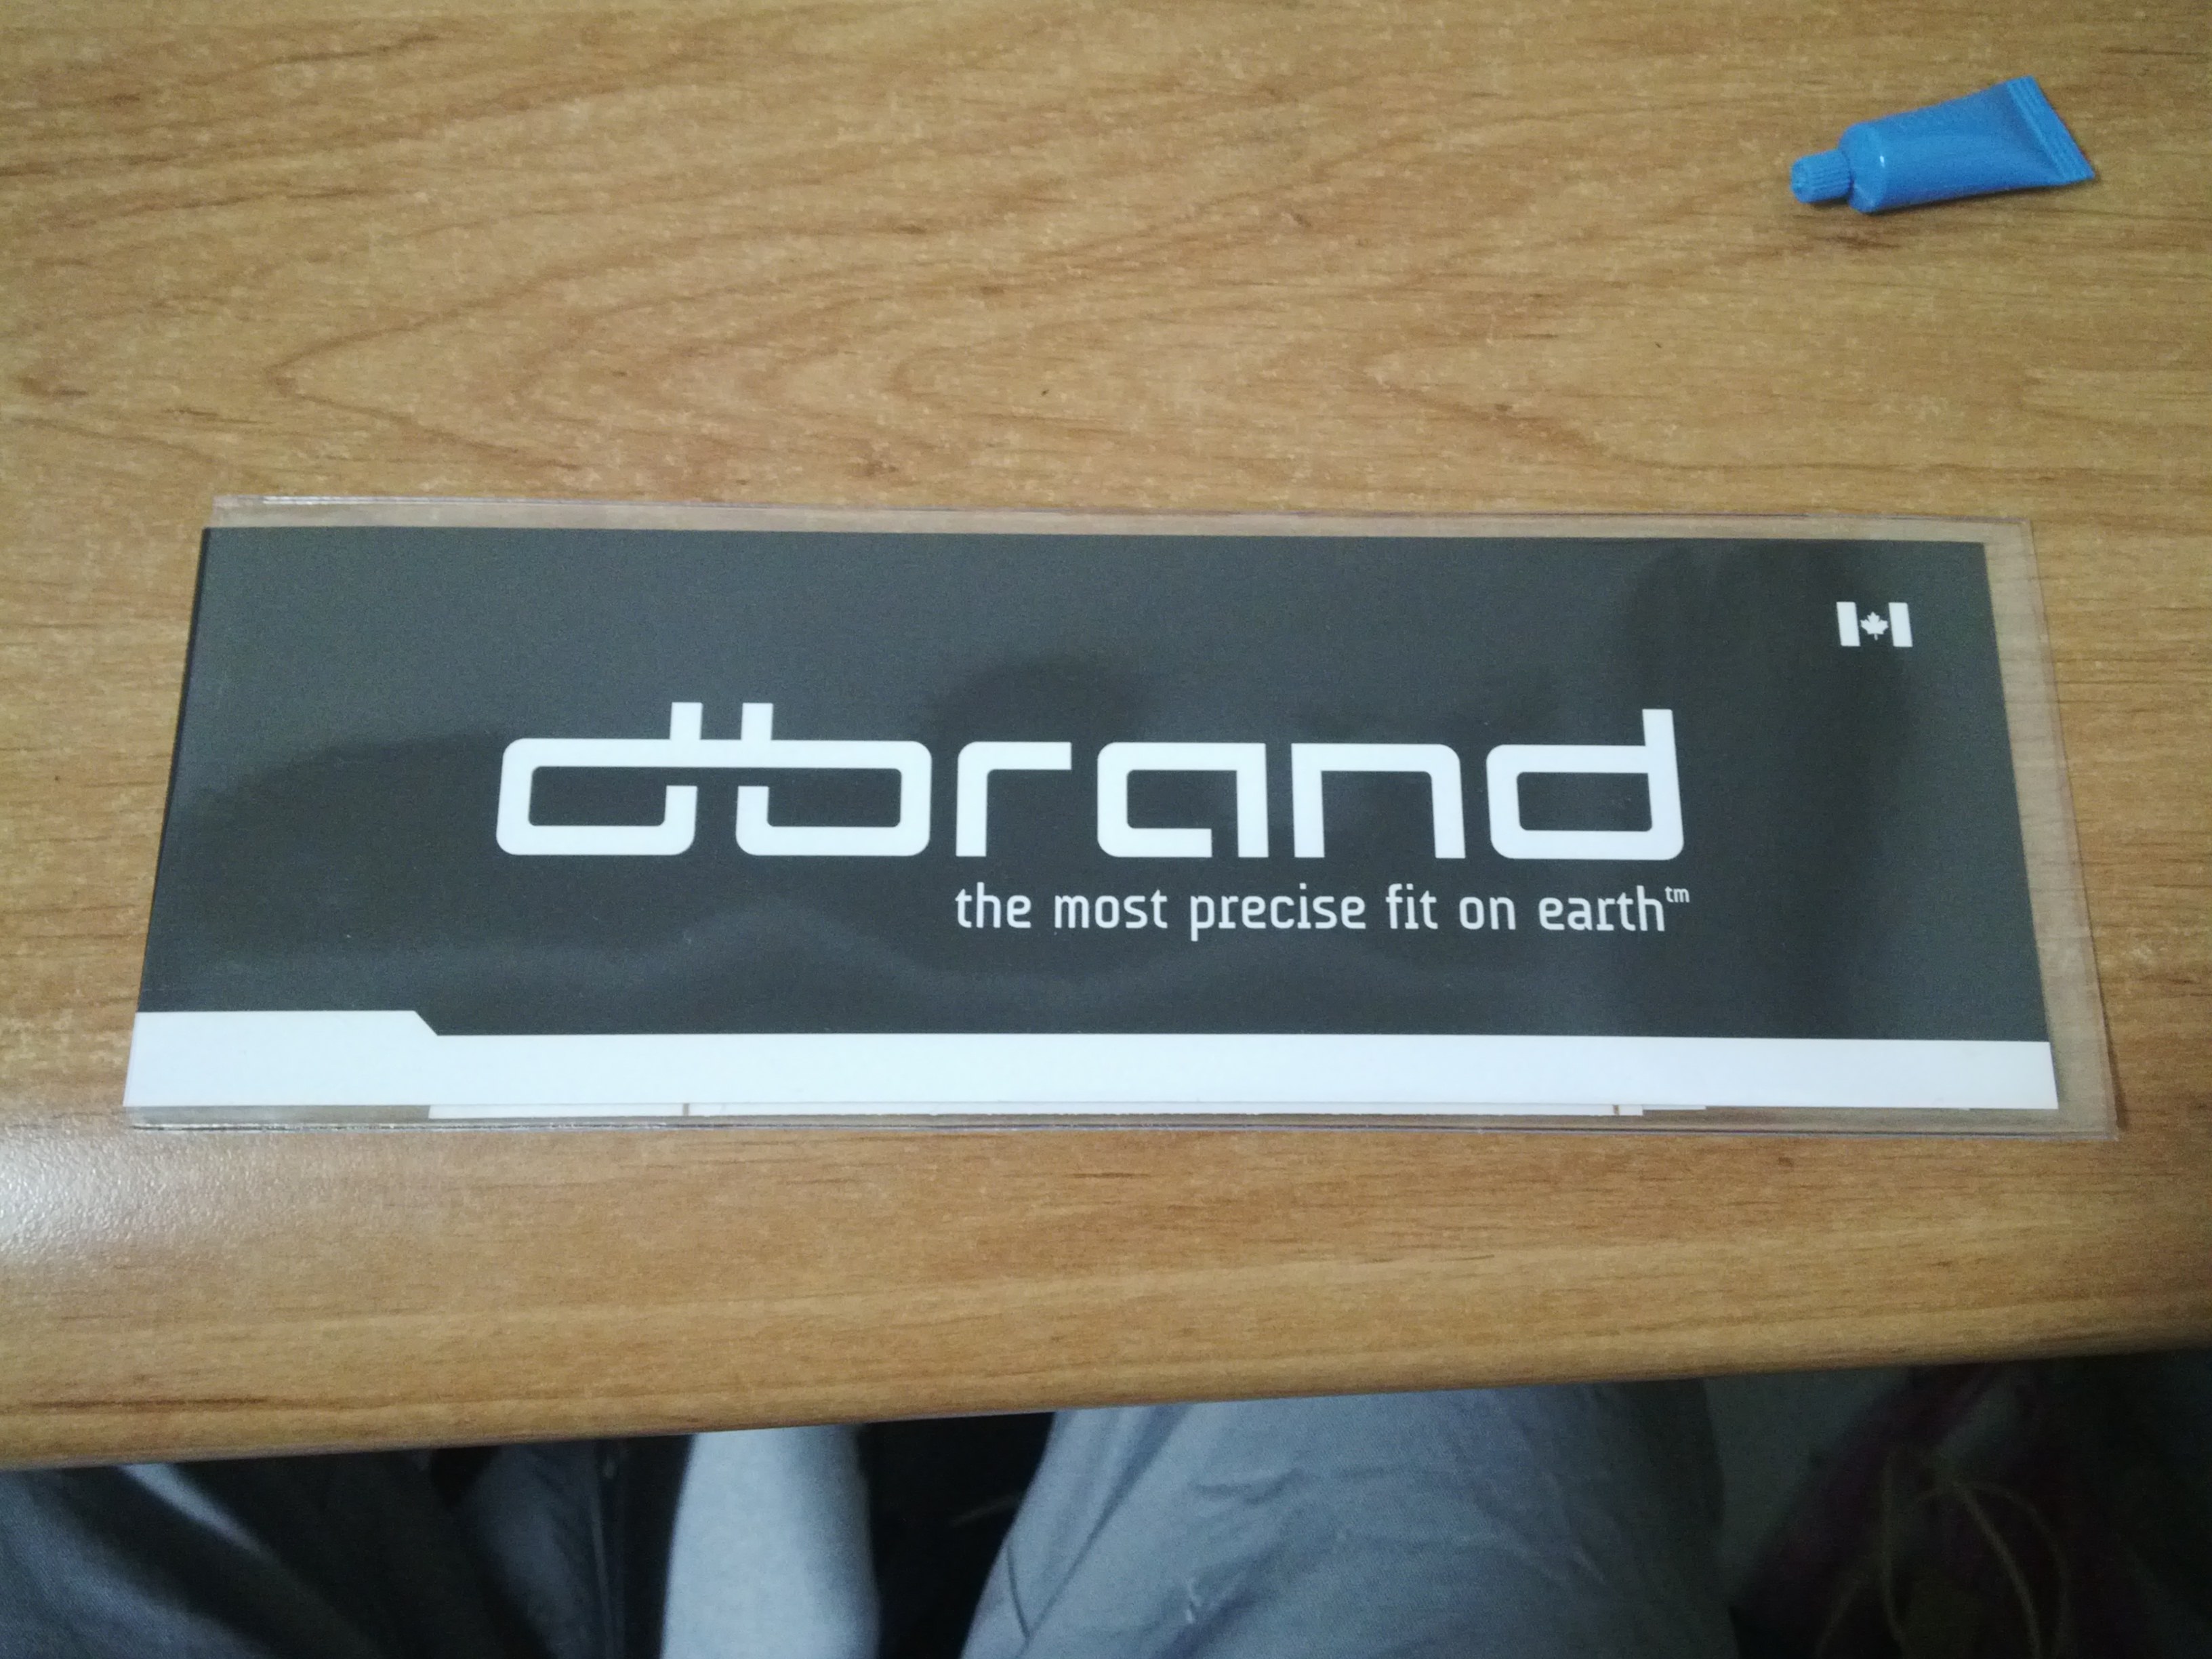 dbrand
the most precise fit on earth™